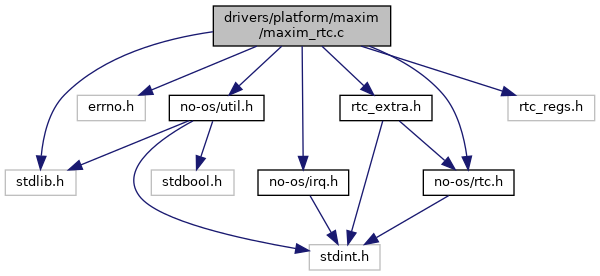 drivers/platform/maxim
/maxim_rtc.c
errno.h
no-os/util.h
rtc_extra.h
rtc_regs.h
stdlib.h
stdbool.h
no-os/irq.h
no-os/rtc.h
stdint.h